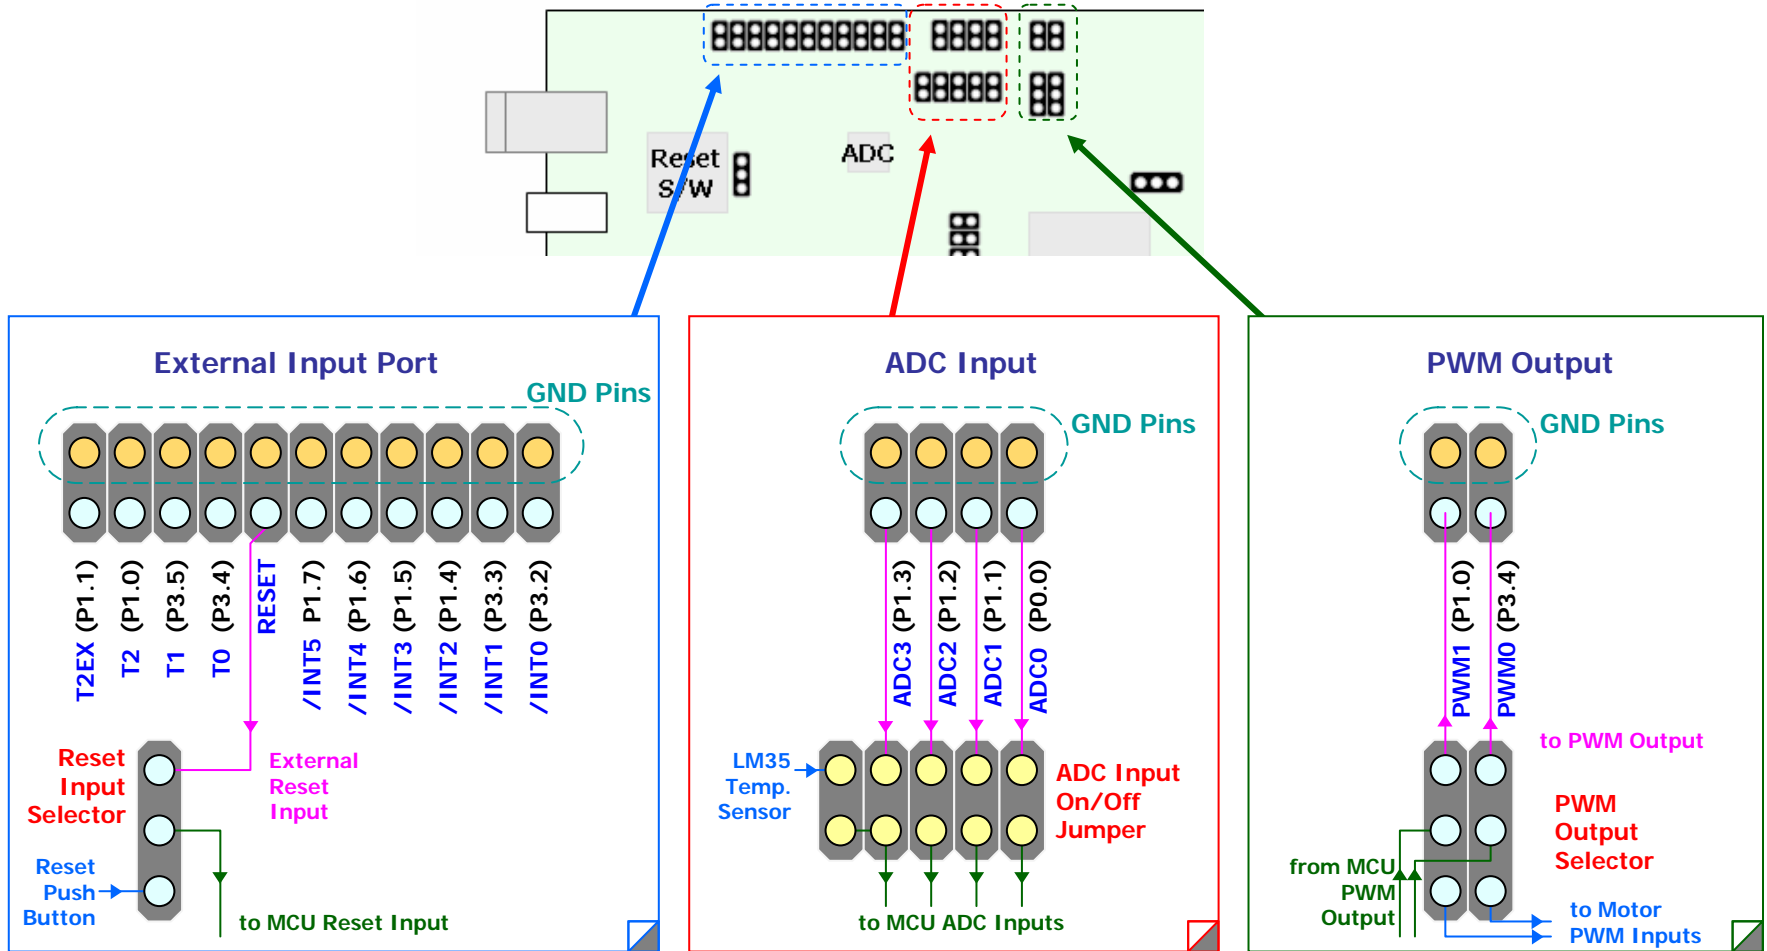 Reset
S/W
ADC
External Input Port
GND Pins
T2EX (P1.1)
T2 (P1.0)
T1 (P3.5)
T0 (P3.4)
RESET
/INT5 P1.7)
/INT4 (P1.6)
/INT3 (P1.5)
/INT2 (P1.4)
/INT1 (P3.3)
/INT0 (P3.2)
Reset
Input
Selector
External
Reset
Input
Reset
Push
Button
to MCU Reset Input
ADC Input
GND Pins
ADC3 (P1.3)
ADC2 (P1.2)
ADC1 (P1.1)
ADC0 (P0.0)
LM35
Temp.
Sensor
ADC Input
On/Off
Jumper
to MCU ADC Inputs
PWM Output
GND Pins
PWM1 (P1.0)
PWM0 (P3.4)
to PWM Output
PWM
Output
Selector
from MCU
PWM
Output
to Motor
PWM Inputs